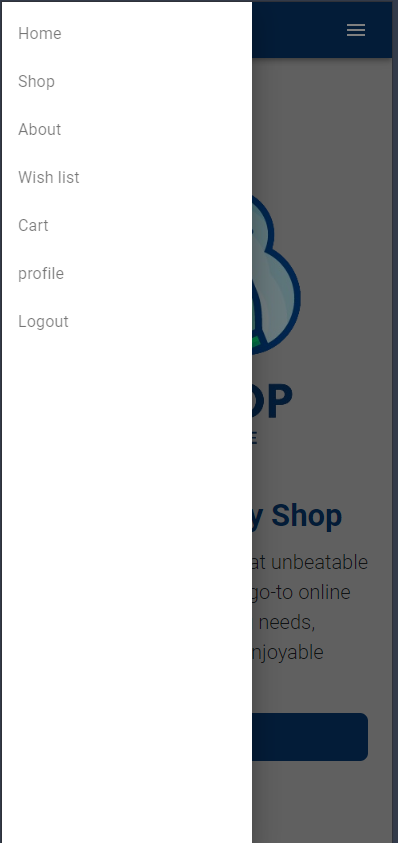 Home
Shop
About
Wish list
Cart
profile
Logout
OP
E
y Shop
at unbeatable
go-to online
needs,
njoyable